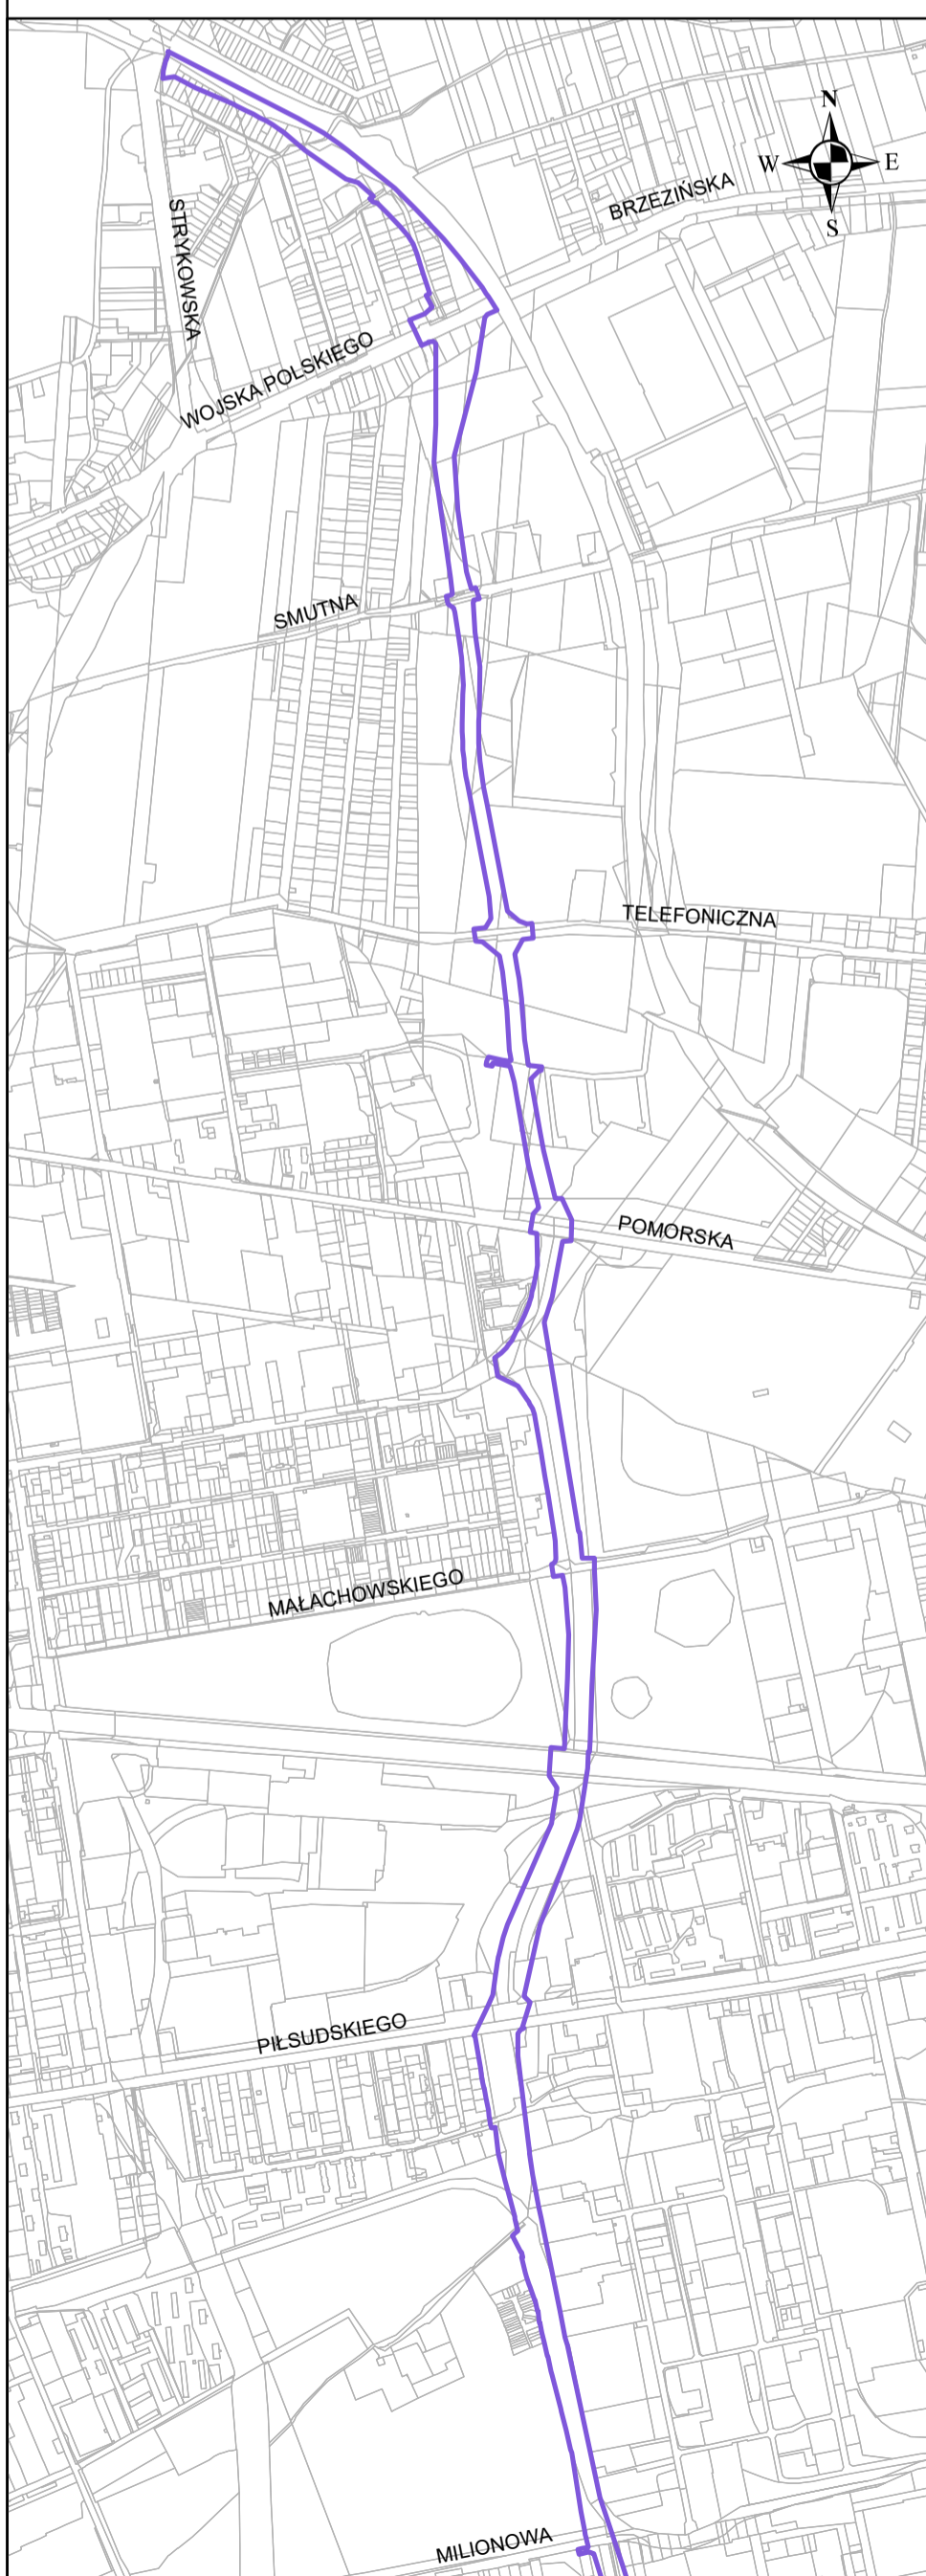 N
W E
S
BRZEZIŃSKA
STRYKOWSKA
WOJSKA POLSKIEGO
SMUTNA
TELEFONICZNA
POMORSKA
MAŁACHOWSKIEGO
PIŁSUDSKIEGO
MILIONOWA